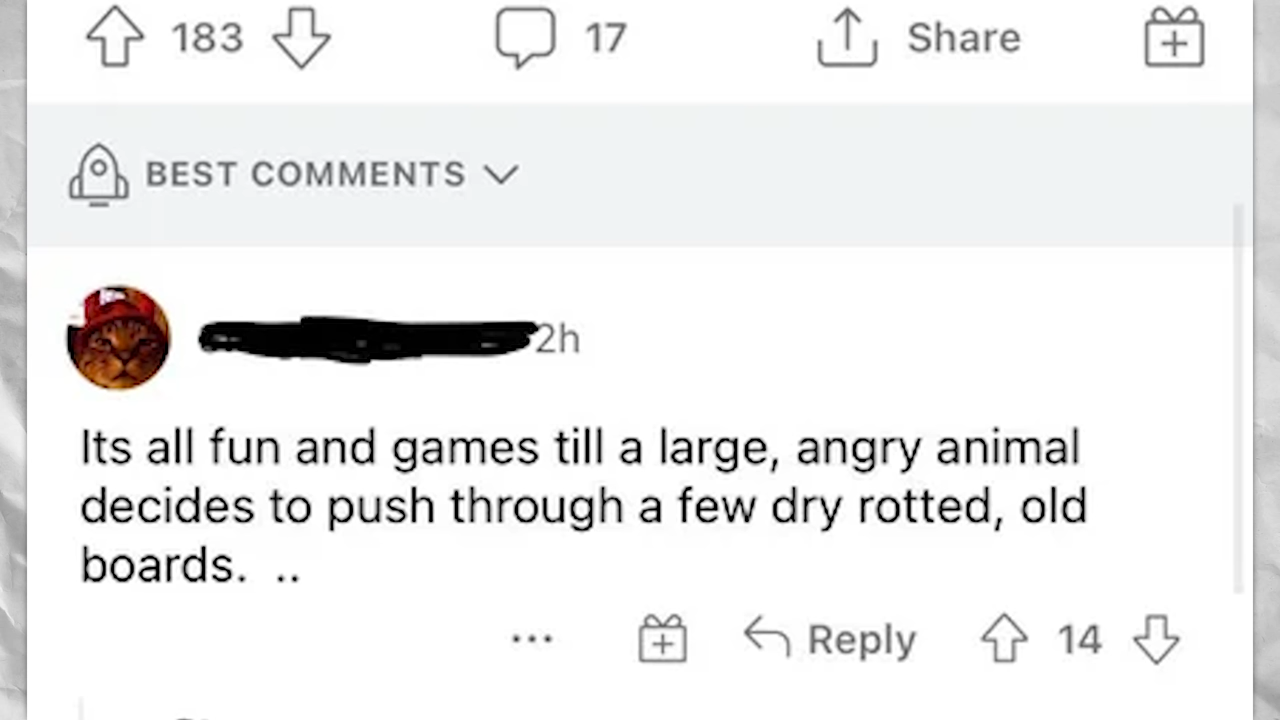 183 17 Share
BEST COMMENTS
2h
Its all fun and games till a large, angry animal
decides to push through a few dry rotted, old
boards.  ..
... Reply 14